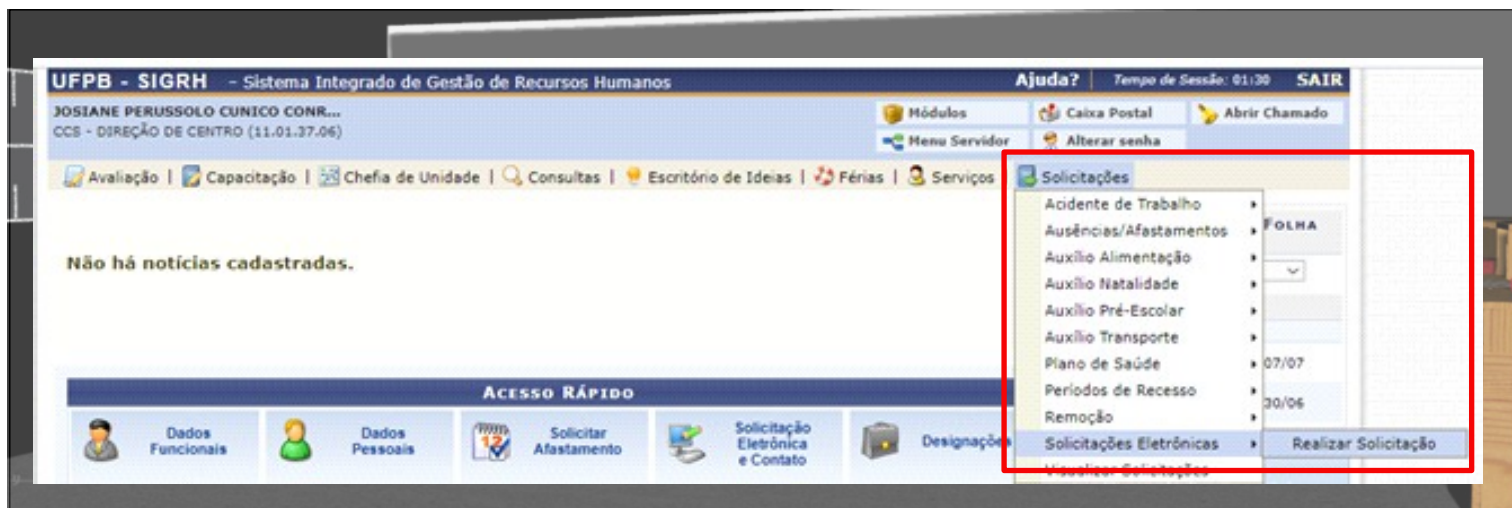 UFPB - SIGRH - Sistema Integrado de Gestão de Recursos Humanos Ajuda? Tempo de Sessão: 01:30 SAIR
JOSIANE PERUSSOLO CUNICO CONR...
CCS - DIREÇÃO DE CENTRO (11.01.37.06)
Módulos Caixa Postal Abrir Chamado
Menu Servidor Alterar senha
Avaliação | Capacitação | Chefia de Unidade | Consultas | Escritório de Ideias | Férias | Serviços Solicitações
Acidente de Trabalho
Ausências/Afastamentos FOLHA
Não há notícias cadastradas.
Auxílio Alimentação
Auxílio Natalidade
Auxílio Pré-Escolar
Auxílio Transporte
Plano de Saúde 07/07
Períodos de Recesso 30/06
Remoção
Solicitações Eletrônicas Realizar Solicitação
Visualizar Solicitações
ACESSO RÁPIDO
Dados
Funcionais
Dados
Pessoais
12
Solicitar
Afastamento
Solicitação
Eletrônica
e Contato
Designações